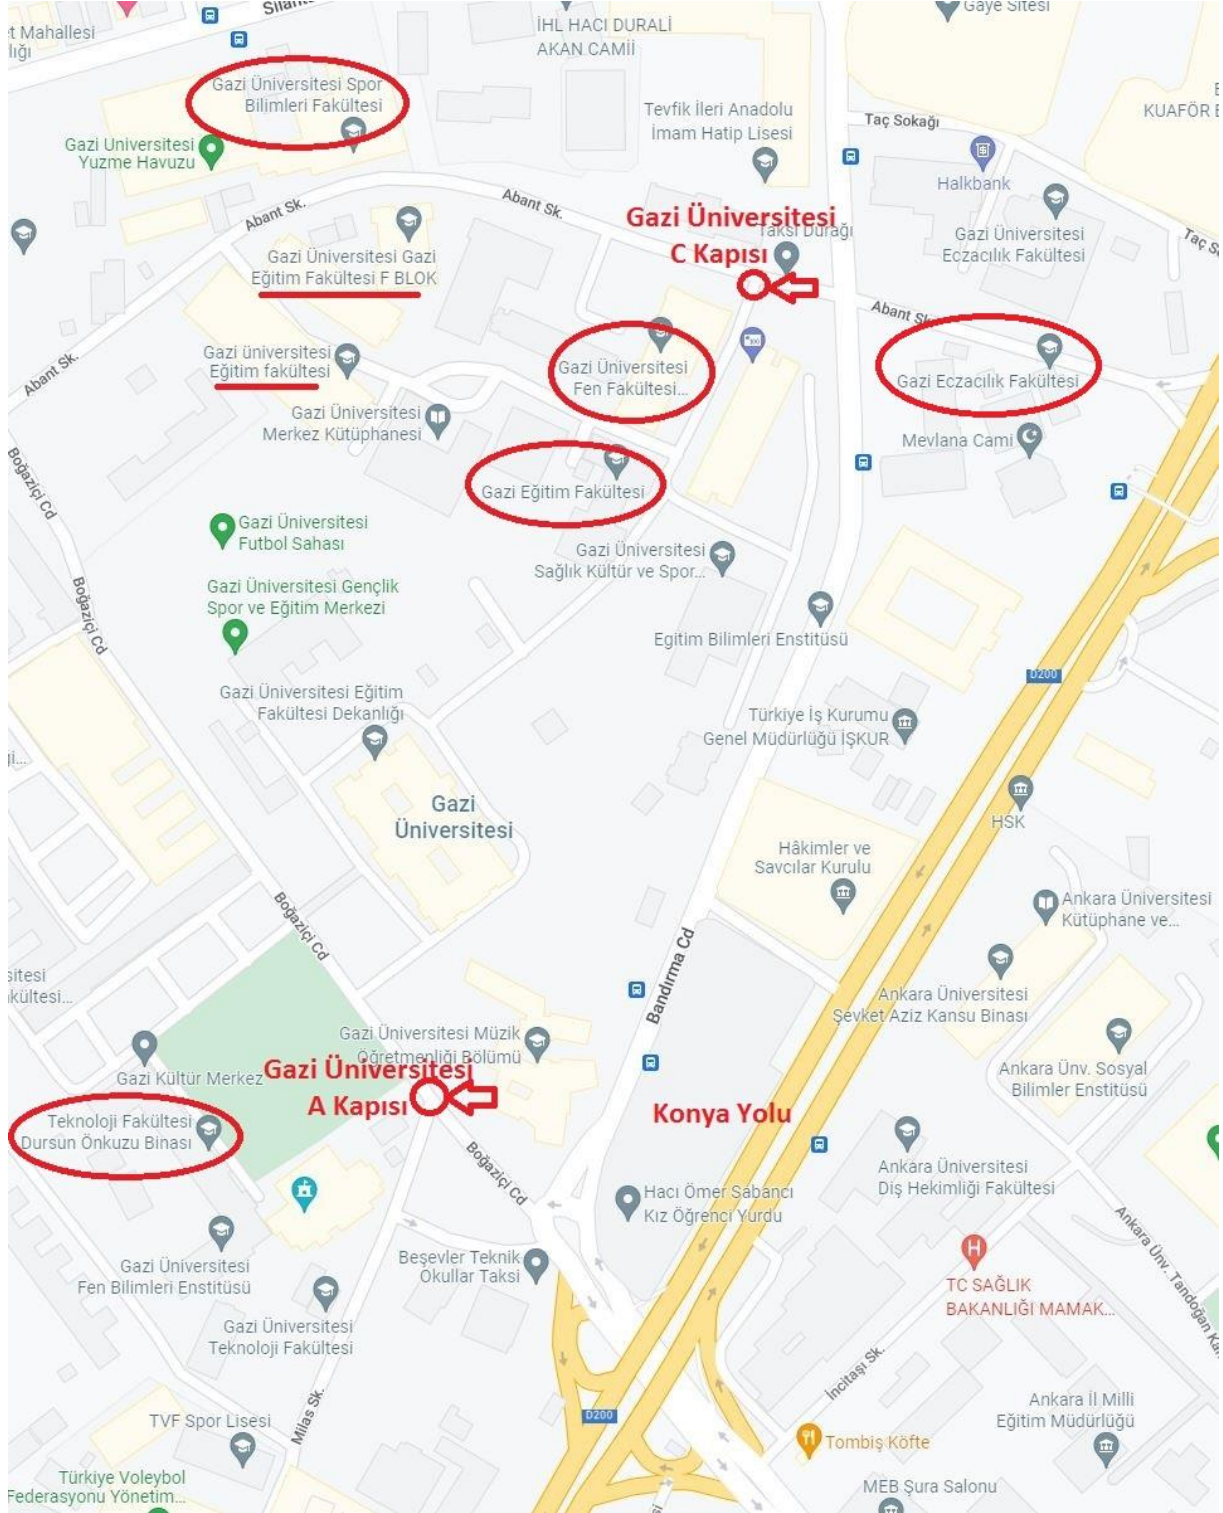 Silahtar
Gaye Sitesi
İHL HACI DURALİ
AKAN CAMİİ
t Mahallesi
lığı
Gazi Üniversitesi Spor
Bilimleri Fakültesi
Tevfik İleri Anadolu
İmam Hatip Lisesi
Taç Sokağı
KUAFÖR E
Gazi Universitesi
Yuzme Havuzu
Halkbank
Abant Sk.
Abant Sk.
Gazi Üniversitesi
C Kapısı
Taksi Durağı
Gazi Üniversitesi
Eczacılık Fakültesi
Taç S
Gazi Üniversitesi Gazi
Eğitim Fakültesi F BLOK
Abant Sk.
Gazi üniversitesi
Eğitim fakültesi
Abant Sk.
Gazi Üniversitesi
Fen Fakültesi...
Gazi Eczacılık Fakültesi
Gazi Üniversitesi
Merkez Kütüphanesi
Mevlana Cami
Boğaziçi Cd
Gazi Eğitim Fakültesi
Gazi Üniversitesi
Futbol Sahası
Gazi Üniversitesi
Sağlık Kültür ve Spor...
Gazi Üniversitesi Gençlik
Spor ve Eğitim Merkezi
Boğaziçi Cd
Egitim Bilimleri Enstitüsü
D200
Gazi Üniversitesi Eğitim
Fakültesi Dekanlığı
Türkiye İş Kurumu
Genel Müdürlüğü İŞKUR
Gazi
Üniversitesi
HSK
Hâkimler ve
Savcılar Kurulu
Ankara Üniversitesi
Kütüphane ve...
Boğaziçi Cd
Bandırma Cd
sitesi
kültesi...
Ankara Üniversitesi
Şevket Aziz Kansu Binası
Gazi Üniversitesi Müzik
Öğretmenliği Bölümü
Gazi Kültür Merkez
Gazi Üniversitesi
A Kapısı
Ankara Ünv. Sosyal
Bilimler Enstitüsü
Konya Yolu
Teknoloji Fakültesi
Dursun Önkuzu Binası
Boğaziçi Cd
Ankara Üniversitesi
Diş Hekimliği Fakültesi
Hacı Ömer Sabancı
Kız Öğrenci Yurdu
Ankara Ünv. Tandoğan Ka
Gazi Üniversitesi
Fen Bilimleri Enstitüsü
Beşevler Teknik
Okullar Taksi
H
TC SAĞLIK
BAKANLIĞI MAMAK...
Gazi Üniversitesi
Teknoloji Fakültesi
İncitaşı Sk.
Milas Sk.
TVF Spor Lisesi
D200
Ankara İl Milli
Eğitim Müdürlüğü
Tombiş Köfte
Türkiye Voleybol
Federasyonu Yönetim...
MEB Şura Salonu